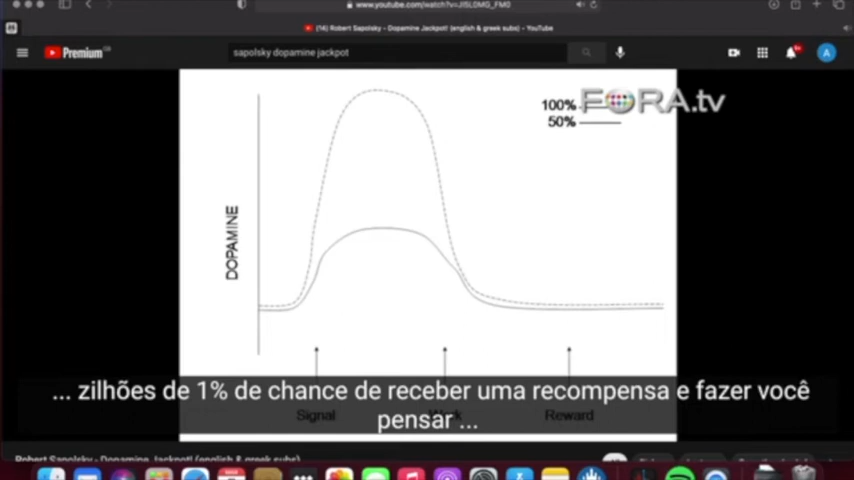 www.youtube.com/watch?v=
(14) Robert Sapolsky - Dopamine Jackpot! (english & greek subs) - YouTube
Premium
sapolsky dopamine jackpot
A
FORA.tv
100%
50%
DOPAMINE
... zilhões de 1% de chance de receber uma recompensa e fazer você
pensar ...
Signal Work Reward
Robert Sapolsky - Dopamine Jackpot! (english & greek subs)